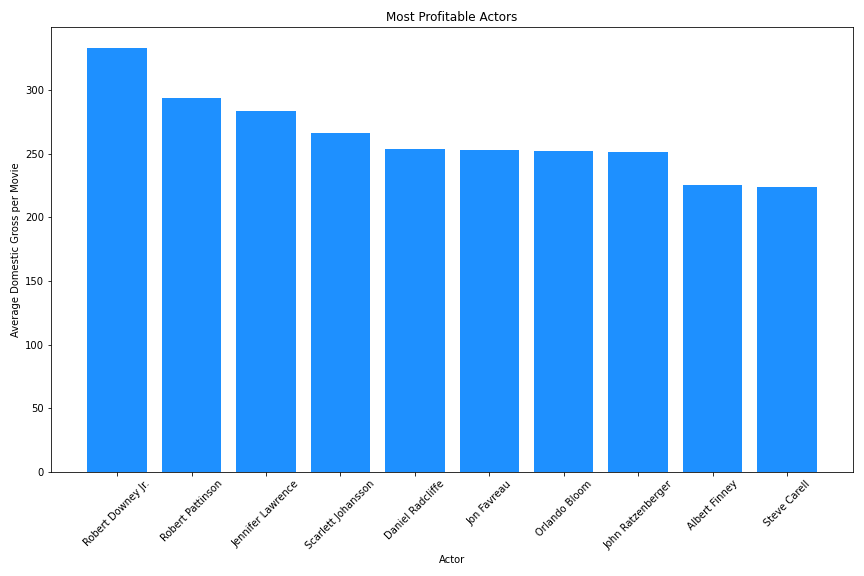 Most Profitable Actors
Average Domestic Gross per Movie
300
250
200
150
100
50
0
Robert Downey Jr.
Robert Pattinson
Jennifer Lawrence
Scarlett Johansson
Daniel Radcliffe
Jon Favreau
Orlando Bloom
John Ratzenberger
Albert Finney
Steve Carell
Actor